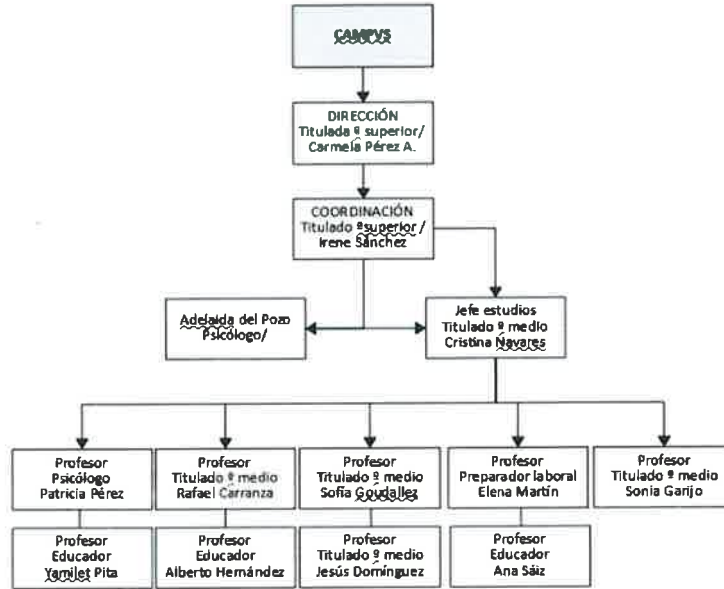 CAMPVS
DIRECCIÓN
Titulada º superior/
Carmela Pérez A.
COORDINACIÓN
Titulado ºsuperior /
Irene Sánchez
Adelaida del Pozo
Psicólogo/
Jefe estudios
Titulado º medio
Cristina Navares
Profesor
Psicólogo
Patricia Pérez
Profesor
Titulado º medio
Rafael Carranza
Profesor
Titulado º medio
Sofía Goudallez
Profesor
Preparador laboral
Elena Martín
Profesor
Titulado º medio
Sonia Garijo
Profesor
Educador
Yamilet Pita
Profesor
Educador
Alberto Hernández
Profesor
Titulado º medio
Jesús Domínguez
Profesor
Educador
Ana Sáiz